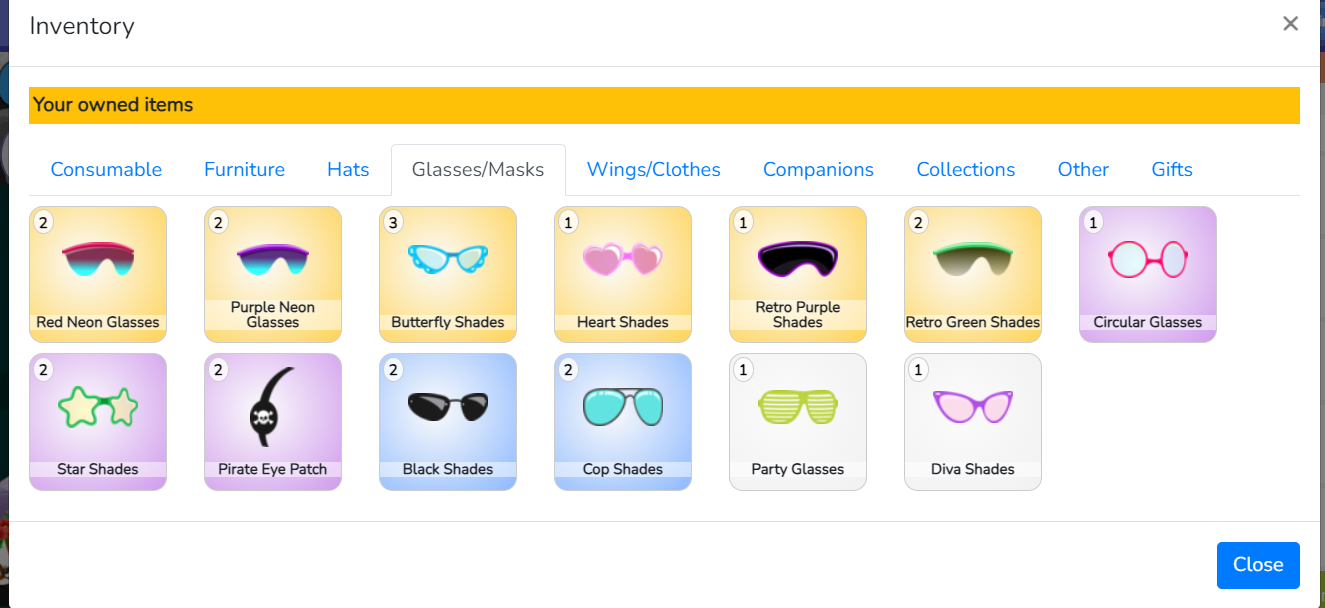 Inventory
×
Your owned items
Consumable Furniture Hats Glasses/Masks Wings/Clothes Companions Collections Other Gifts
2 2 3 1 1 2 1
Red Neon Glasses
Purple Neon
Glasses
Butterfly Shades
Heart Shades
Retro Purple
Shades
Retro Green Shades
Circular Glasses
2 2 2 2 1 1
Star Shades
Pirate Eye Patch
Black Shades
Cop Shades
Party Glasses
Diva Shades
Close